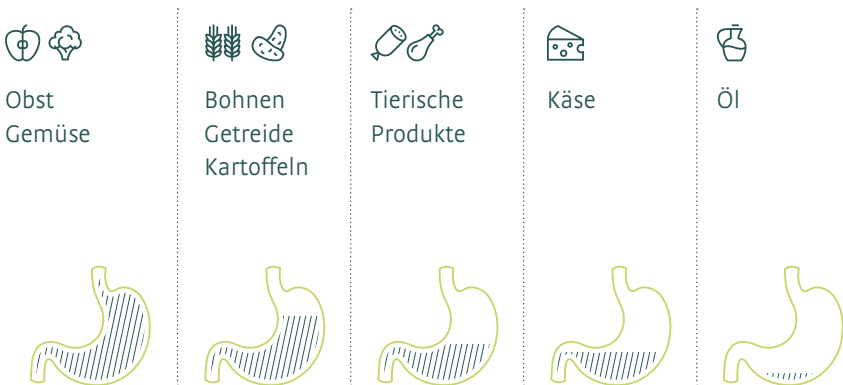 Obst
Gemüse
Bohnen
Getreide
Kartoffeln
Tierische
Produkte
Käse
Öl